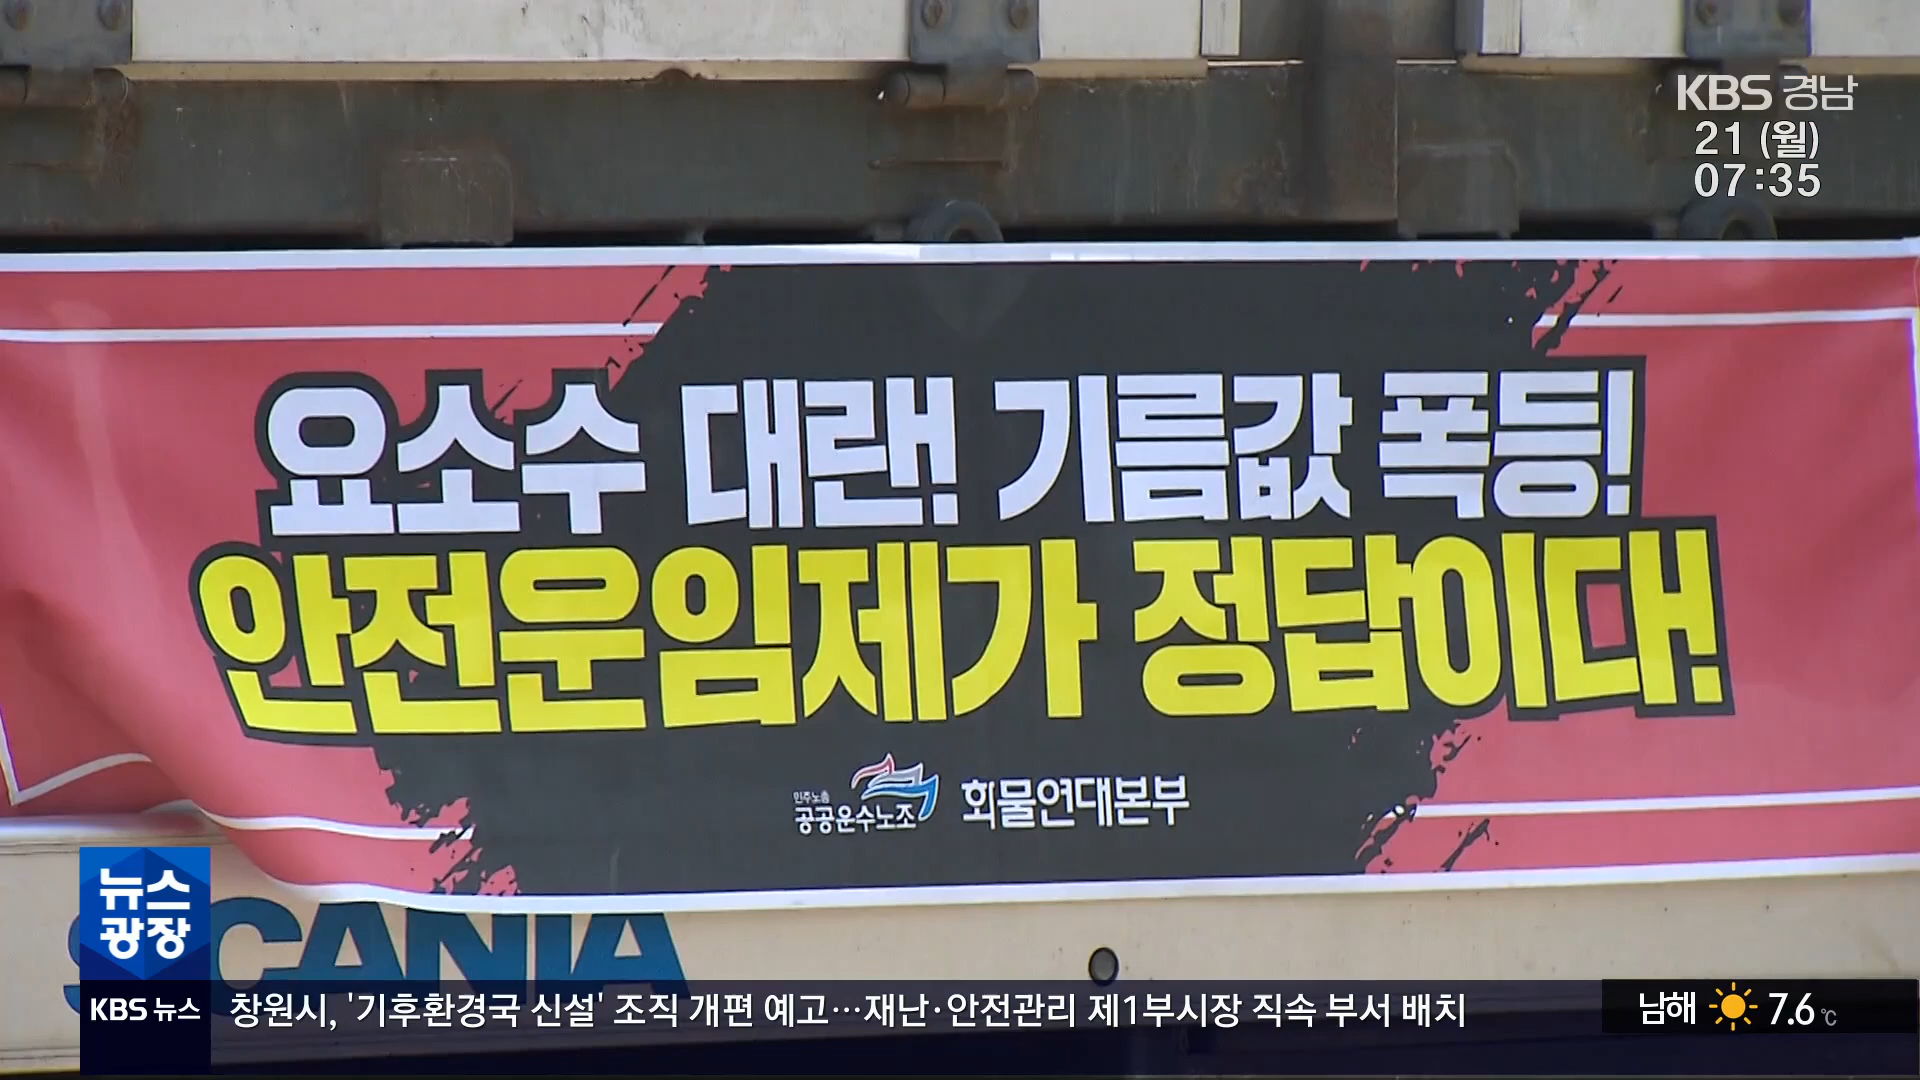 KBS 경남
21 (월)
07:35
요소수 대란! 기름값 폭등!
안전운임제가 정답이다!
민주노총
공공운수노조 화물연대본부
뉴스
광장
SCANIA
KBS 뉴스 창원시, '기후환경국 신설' 조직 개편 예고…재난·안전관리 제1부시장 직속 부서 배치
남해 7.6℃